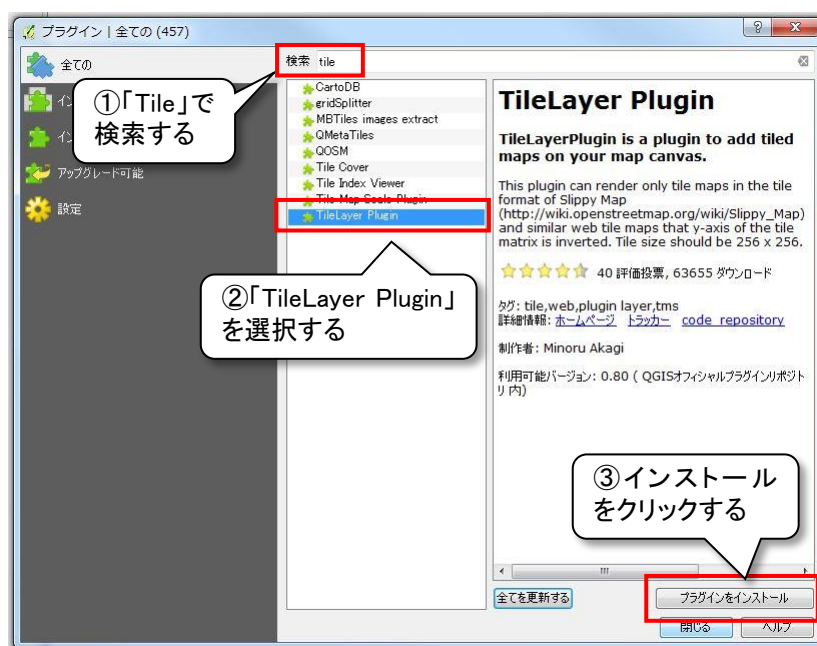 プラグイン | 全ての (457)
全ての
アップグレード可能
設定
検索 tile
①「Tile」で
検索する
CartoDB
gridSplitter
MBTiles images extract
QMetaTiles
QOSM
Tile Cover
Tile Index Viewer
Tile Map Scale Plugin
TileLayer Plugin
②「TileLayer Plugin」
を選択する
TileLayer Plugin
TileLayerPlugin is a plugin to add tiled
maps on your map canvas.
This plugin can render only tile maps in the tile
format of Slippy Map
(http://wiki.openstreetmap.org/wiki/Slippy_Map)
and similar web tile maps that y-axis of the tile
matrix is inverted. Tile size should be 256 x 256.
40 評価投票, 63655 ダウンロード
タグ: tile,web,plugin layer,tms
詳細情報: ホームページ トラッカー code repository
制作者: Minoru Akagi
利用可能バージョン: 0.80 ( QGISオフィシャルプラグインリポジト
リ 内)
③インストール
をクリックする
全てを更新する
プラグインをインストール
閉じる
ヘルプ